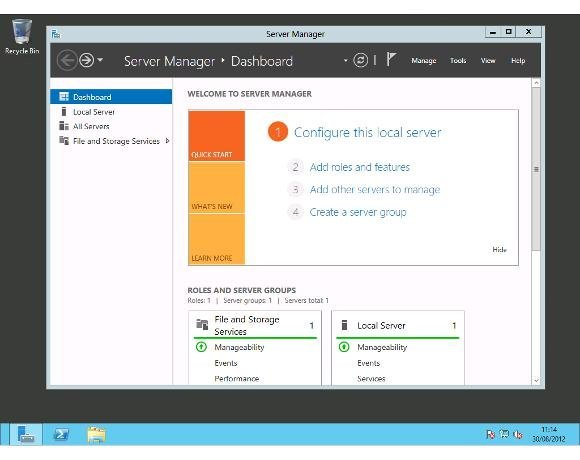 Server Manager
Recycle Bin
Server Manager Dashboard
Manage Tools View Help
Dashboard
Local Server
All Servers
File and Storage Services
WELCOME TO SERVER MANAGER
QUICK START
WHAT'S NEW
LEARN MORE
1 Configure this local server
2 Add roles and features
3 Add other servers to manage
4 Create a server group
Hide
ROLES AND SERVER GROUPS
Roles: 1 | Server groups: 1 | Servers total: 1
File and Storage
Services
1
Manageability
Events
Performance
Local Server 1
Manageability
Events
Services
11:14
30/08/2012